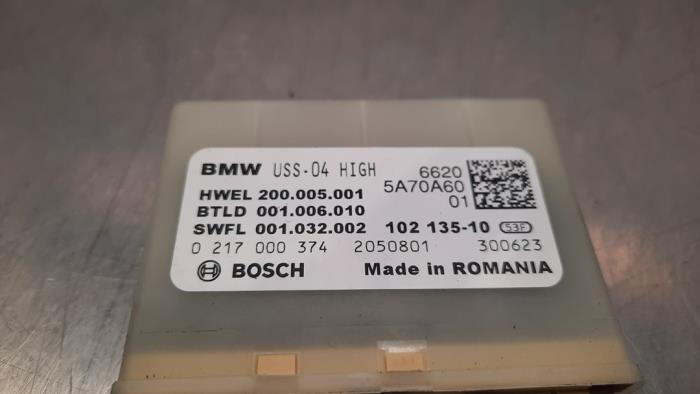 BMW USS-04 HIGH 6620
HWEL 200.005.001 5A70A60
BTLD 001.006.010 01
SWFL 001.032.002 102 135-10 53F
0 217 000 374 2050801 300623
BOSCH Made in ROMANIA